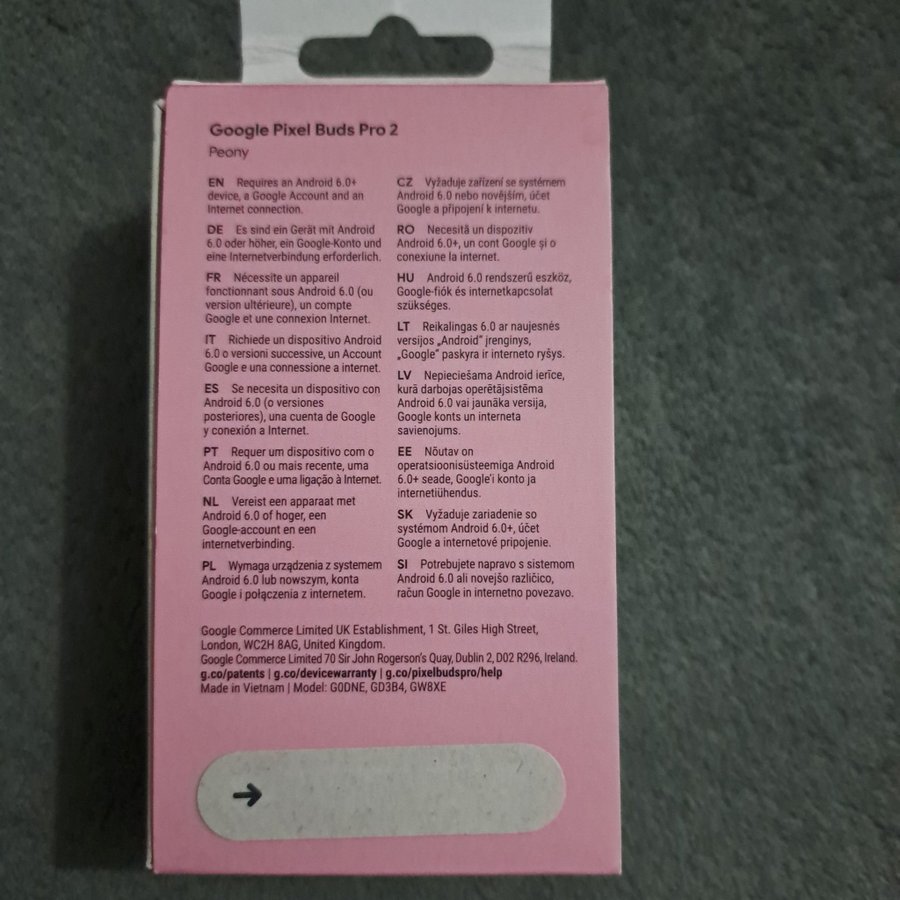 Google Pixel Buds Pro 2
Peony
EN Requires an Android 6.0+
device, a Google Account and an
Internet connection.
DE Es sind ein Gerät mit Android
6.0 oder höher, ein Google-Konto und
eine Internetverbindung erforderlich.
FR Nécessite un appareil
fonctionnant sous Android 6.0 (ou
version ultérieure), un compte
Google et une connexion Internet.
IT Richiede un dispositivo Android
6.0 o versioni successive, un Account
Google e una connessione a internet.
ES Se necesita un dispositivo con
Android 6.0 (o versiones
posteriores), una cuenta de Google
y conexión a Internet.
PT Requer um dispositivo com o
Android 6.0 ou mais recente, uma
Conta Google e uma ligação à Internet.
NL Vereist een apparaat met
Android 6.0 of hoger, een
Google-account en een
internetverbinding.
PL Wymaga urządzenia z systemem
Android 6.0 lub nowszym, konta
Google i połączenia z internetem.
CZ Vyžaduje zařízení se systémem
Android 6.0 nebo novějším, účet
Google a připojení k internetu.
RO Necesită un dispozitiv
Android 6.0+, un cont Google și o
conexiune la internet.
HU Android 6.0 rendszerű eszköz,
Google-fiók és internetkapcsolat
szükséges.
LT Reikalingas 6.0 ar naujesnės
versijos „Android" įrenginys,
„Google" paskyra ir interneto ryšys.
LV Nepieciešama Android ierīce,
kurā darbojas operētājsistēma
Android 6.0 vai jaunāka versija,
Google konts un interneta
savienojums.
EE Nõutav on
operatsioonisüsteemiga Android
6.0+ seade, Google'i konto ja
internetiühendus.
SK Vyžaduje zariadenie so
systémom Android 6.0+, účet
Google a internetové pripojenie.
SI Potrebujete napravo s sistemom
Android 6.0 ali novejšo različico,
račun Google in internetno povezavo.
Google Commerce Limited UK Establishment, 1 St. Giles High Street,
London, WC2H 8AG, United Kingdom.
Google Commerce Limited 70 Sir John Rogerson's Quay, Dublin 2, D02 R296, Ireland.
g.co/patents | g.co/devicewarranty | g.co/pixelbudspro/help
Made in Vietnam | Model: G0DNE, GD3B4, GW8XE